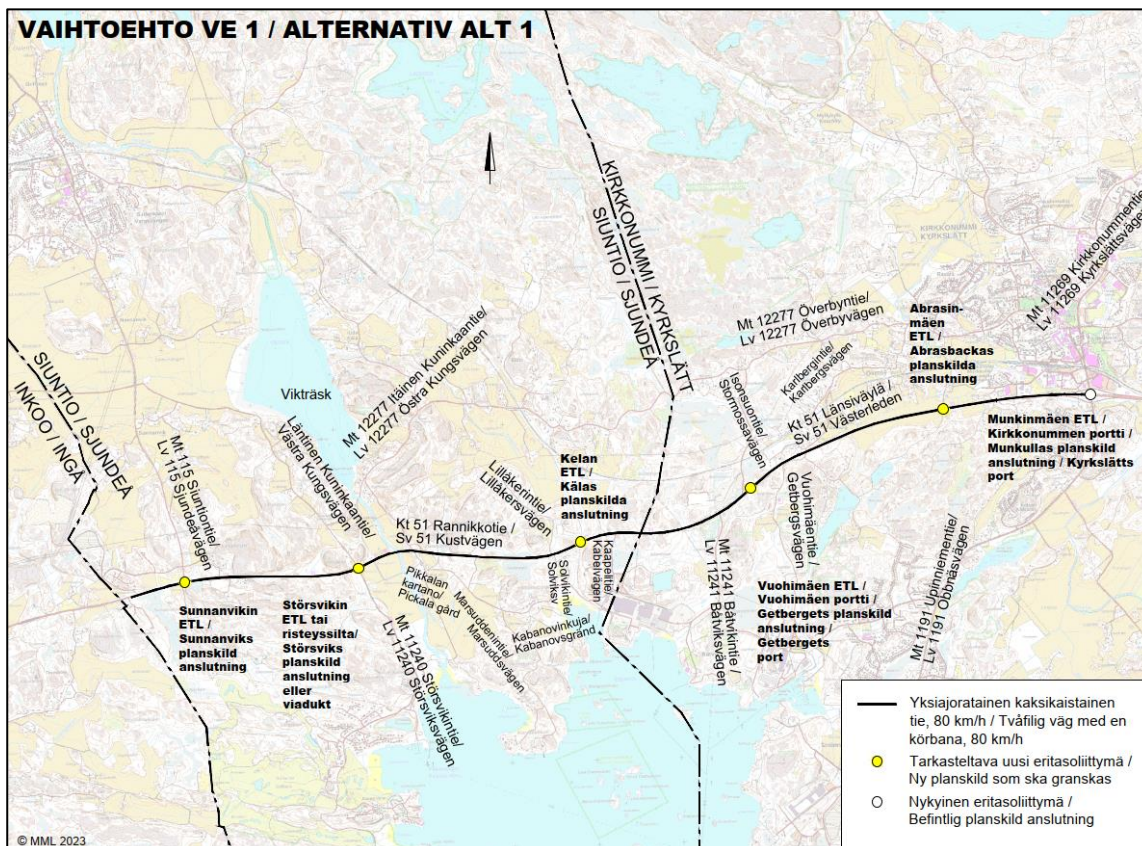 VAIHTOEHTO VE 1 / ALTERNATIV ALT 1
KIRKKONUMMI / KYRKSLÄTT
SIUNTIO / SJUNDEÅ
KIRKKONUMMI
KYRKSLÄTT
Mt 11269 Kirkkonummentie/
Lv 11269 Kyrkslättsvägen
Mt 12277 Överbyntie/
Lv 12277 Överbyvägen
Abrasin-
mäen
ETL /
Abrasbackas
planskilda
anslutning
Karlbergintie/
Karlbergsvägen
Isonsuontie/
Stormossavägen
Kt 51 Länsiväylä /
Sv 51 Västerleden
Munkinmäen ETL /
Kirkkonummen portti /
Munkullas planskild
anslutning / Kyrkslätts
port
SIUNTIO / SJUNDEÅ
INKOO / INGÅ
Vikträsk
Mt 12277 Itäinen Kuninkaantie/
Lv 12277 Östra Kungsvägen
Läntinen Kuninkaantie/
Västra Kungsvägen
Mt 115 Siuntiontie/
Lv 115 Sjundeåvägen
Lilläkerintie/
Lillåkersvägen
Kelan
ETL /
Kälas
planskilda
anslutning
Kt 51 Rannikkotie /
Sv 51 Kustvägen
Vuohimäentie/
Getbergsvägen
Sunnanvikin
ETL /
Sunnanviks
planskild
anslutning
Störsvikin
ETL tai
risteyssilta/
Störsviks
planskild
anslutning
eller
viadukt
Pikkalan
kartano/
Pickala gård
Marsuddenintie/
Marsuddsvägen
Solvikintie/
Solviksv
Kaapelitie/
Kabelvägen
Kabanovinkuja/
Kabanovsgränd
Mt 11240 Störsvikintie/
Lv 11240 Störsviksvägen
Mt 11241 Båtvikintie /
Lv 11241 Båtviksvägen
Vuohimäen ETL /
Vuohimäen portti /
Getbergets planskild
anslutning /
Getbergets
port
Mt 1191 Upinniementie/
Lv 1191 Obbnäsvägen
Yksiajoratainen kaksikaistainen
tie, 80 km/h / Tvåfilig väg med en
körbana, 80 km/h
Tarkasteltava uusi eritasoliittymä /
Ny planskild som ska granskas
Nykyinen eritasoliittymä /
Befintlig planskild anslutning
© MML 2023